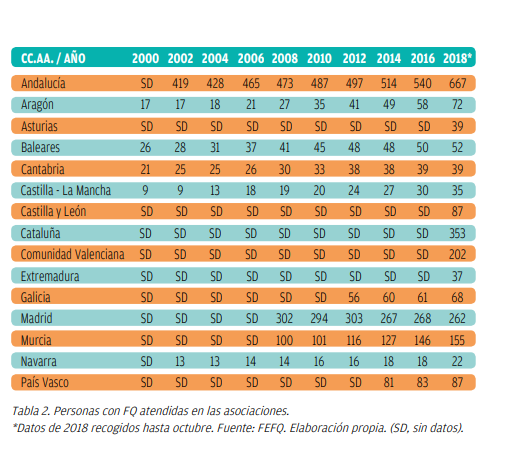 CC.AA. / AÑO 2000 2002 2004 2006 2008 2010 2012 2014 2016 2018*
Andalucía SD 419 428 465 473 487 497 514 540 667
Aragón 17 17 18 21 27 35 41 49 58 72
Asturias SD SD SD SD SD SD SD SD SD 39
Baleares 26 28 31 37 41 45 48 48 50 52
Cantabria 21 25 25 26 30 33 38 38 39 39
Castilla - La Mancha 9 9 13 18 19 20 24 27 30 35
Castilla y León SD SD SD SD SD SD SD SD SD 87
Cataluña SD SD SD SD SD SD SD SD SD 353
Comunidad Valenciana SD SD SD SD SD SD SD SD SD 202
Extremadura SD SD SD SD SD SD SD SD SD 37
Galicia SD SD SD SD SD SD 56 60 61 68
Madrid SD SD SD SD 302 294 303 267 268 262
Murcia SD SD SD SD 100 101 116 127 146 155
Navarra SD 13 13 14 14 16 16 18 18 22
País Vasco SD SD SD SD SD SD SD 81 83 87
Tabla 2. Personas con FQ atendidas en las asociaciones.
*Datos de 2018 recogidos hasta octubre. Fuente: FEFQ. Elaboración propia. (SD, sin datos).